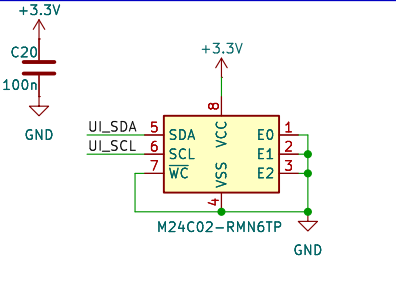 +3.3V
C20
100n
GND
+3.3V
8
VCC
UI_SDA 5 SDA E0 1
UI_SCL 6 SCL E1 2
7 WC E2 3
VSS
4
M24C02-RMN6TP
GND